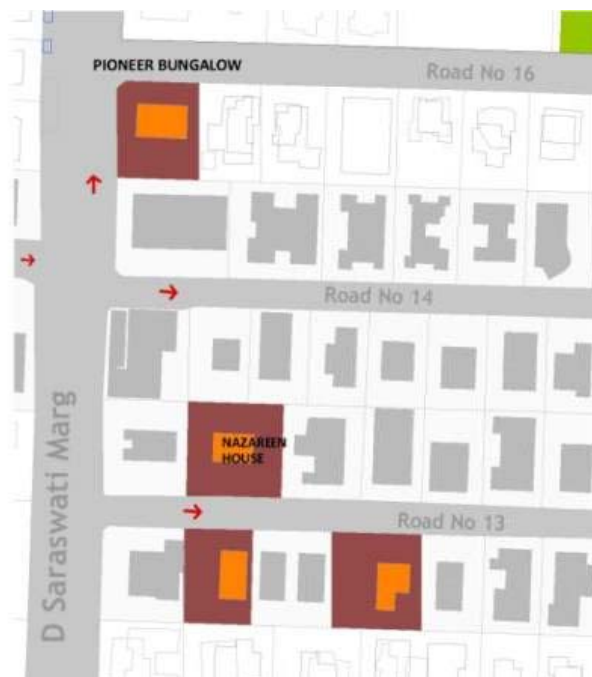 PIONEER BUNGALOW
Road No 16
Road No 14
NAZAREEN
HOUSE
Road No 13
D Saraswati Marg